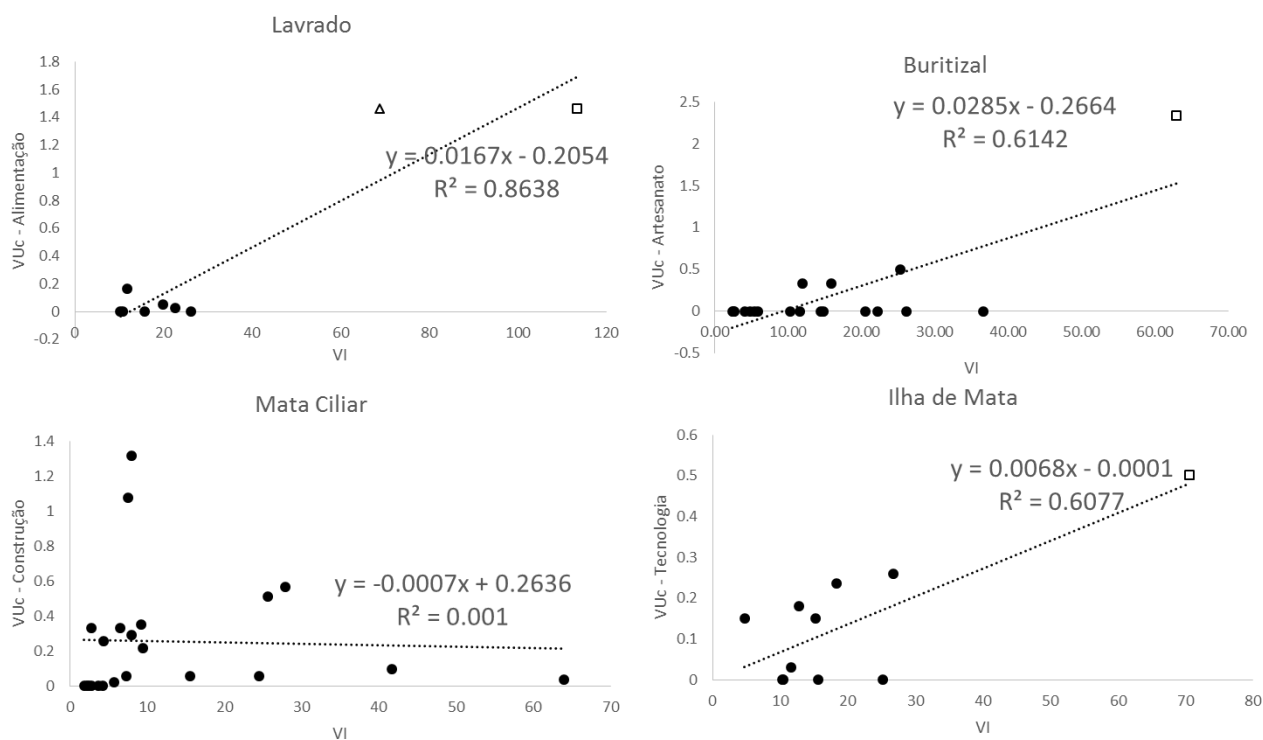 Lavrado
1.8
1.6
1.4
1.2
1
0.8
0.6
0.4
0.2
0
-0.2
VUc - Alimentação
y = 0.0167x - 0.2054
R² = 0.8638
0 20 40 60 80 100 120
VI
Buritizal
2.5
2
1.5
1
0.5
0
-0.5
VUc - Artesanato
y = 0.0285x - 0.2664
R² = 0.6142
0.00 10.00 20.00 30.00 40.00 50.00 60.00 70.00
VI
Mata Ciliar
1.4
1.2
1
0.8
0.6
0.4
0.2
0
VUc - Construção
y = -0.0007x + 0.2636
R² = 0.001
0 10 20 30 40 50 60 70
VI
Ilha de Mata
0.6
0.5
0.4
0.3
0.2
0.1
0
VUc - Tecnologia
y = 0.0068x - 0.0001
R² = 0.6077
0 10 20 30 40 50 60 70 80
VI